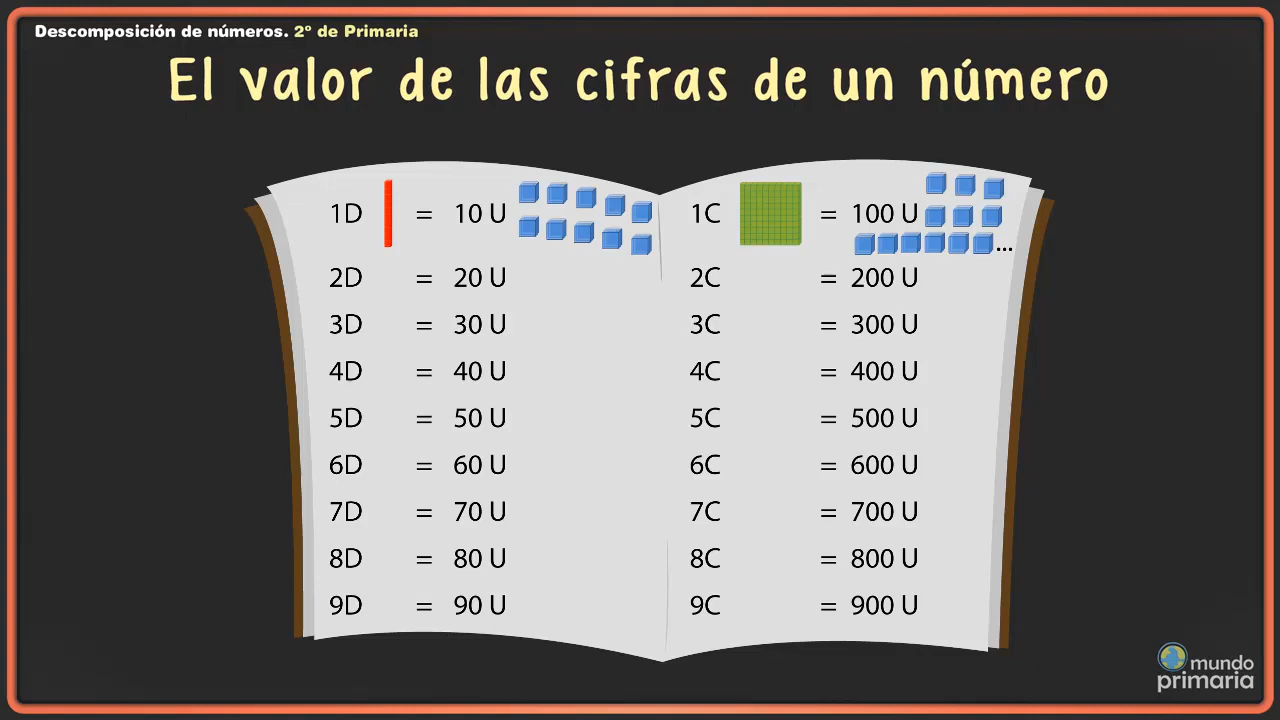 Descomposición de números. 2º de Primaria
El valor de las cifras de un número
1D = 10 U
2D = 20 U
3D = 30 U
4D = 40 U
5D = 50 U
6D = 60 U
7D = 70 U
8D = 80 U
9D = 90 U
1C = 100 U ...
2C = 200 U
3C = 300 U
4C = 400 U
5C = 500 U
6C = 600 U
7C = 700 U
8C = 800 U
9C = 900 U
mundo
primaria